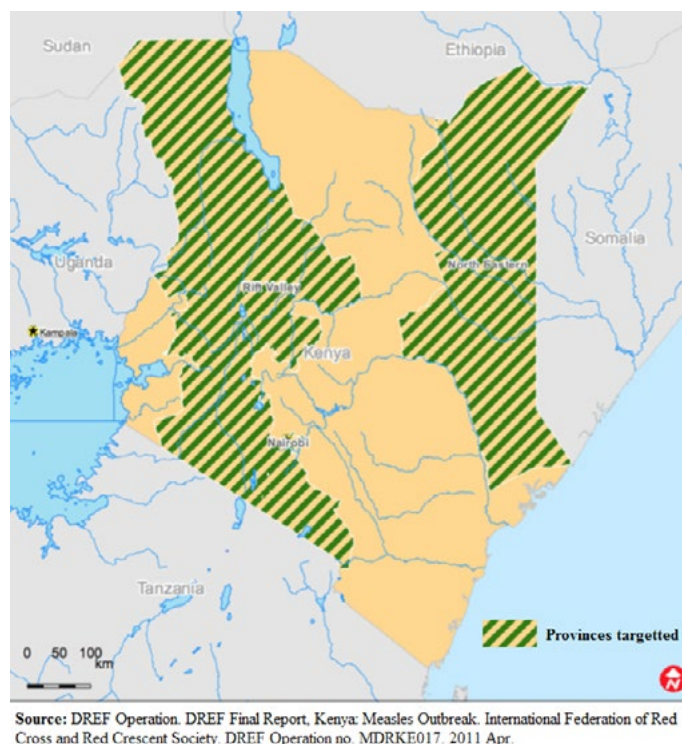 Sudan
Ethiopia
Uganda
Somalia
North Eastern
Rift Valley
Kampala
Kenya
Nairobi
Tanzania
Provinces targetted
0 50 100
km
N
Source: DREF Operation. DREF Final Report, Kenya: Measles Outbreak. International Federation of Red
Cross and Red Crescent Society. DREF Operation no. MDRKE017. 2011 Apr.